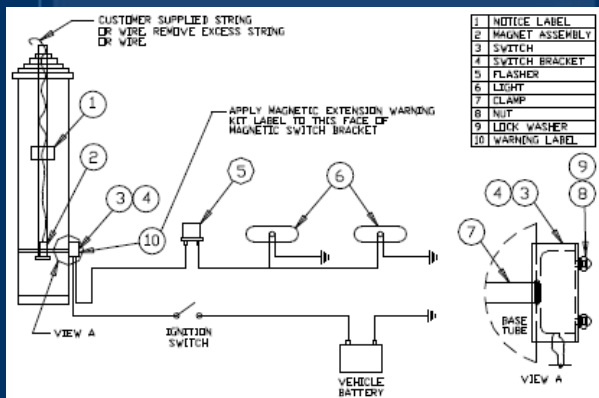 CUSTOMER SUPPLIED STRING
OR WIRE REMOVE EXCESS STRING
OR WIRE
1 NOTICE LABEL
2 MAGNET ASSEMBLY
3 SWITCH
4 SWITCH BRACKET
5 FLASHER
6 LIGHT
7 CLAMP
8 NUT
9 LOCK WASHER
10 WARNING LABEL
1
APPLY MAGNETIC EXTENSION WARNING
KIT LABEL TO THIS FACE OF
MAGNETIC SWITCH BRACKET
2
3 4
10
5
6
9
4 3 8
7
BASE
TUBE
VIEW A
IGNITION
SWITCH
VEHICLE
BATTERY
VIEW A